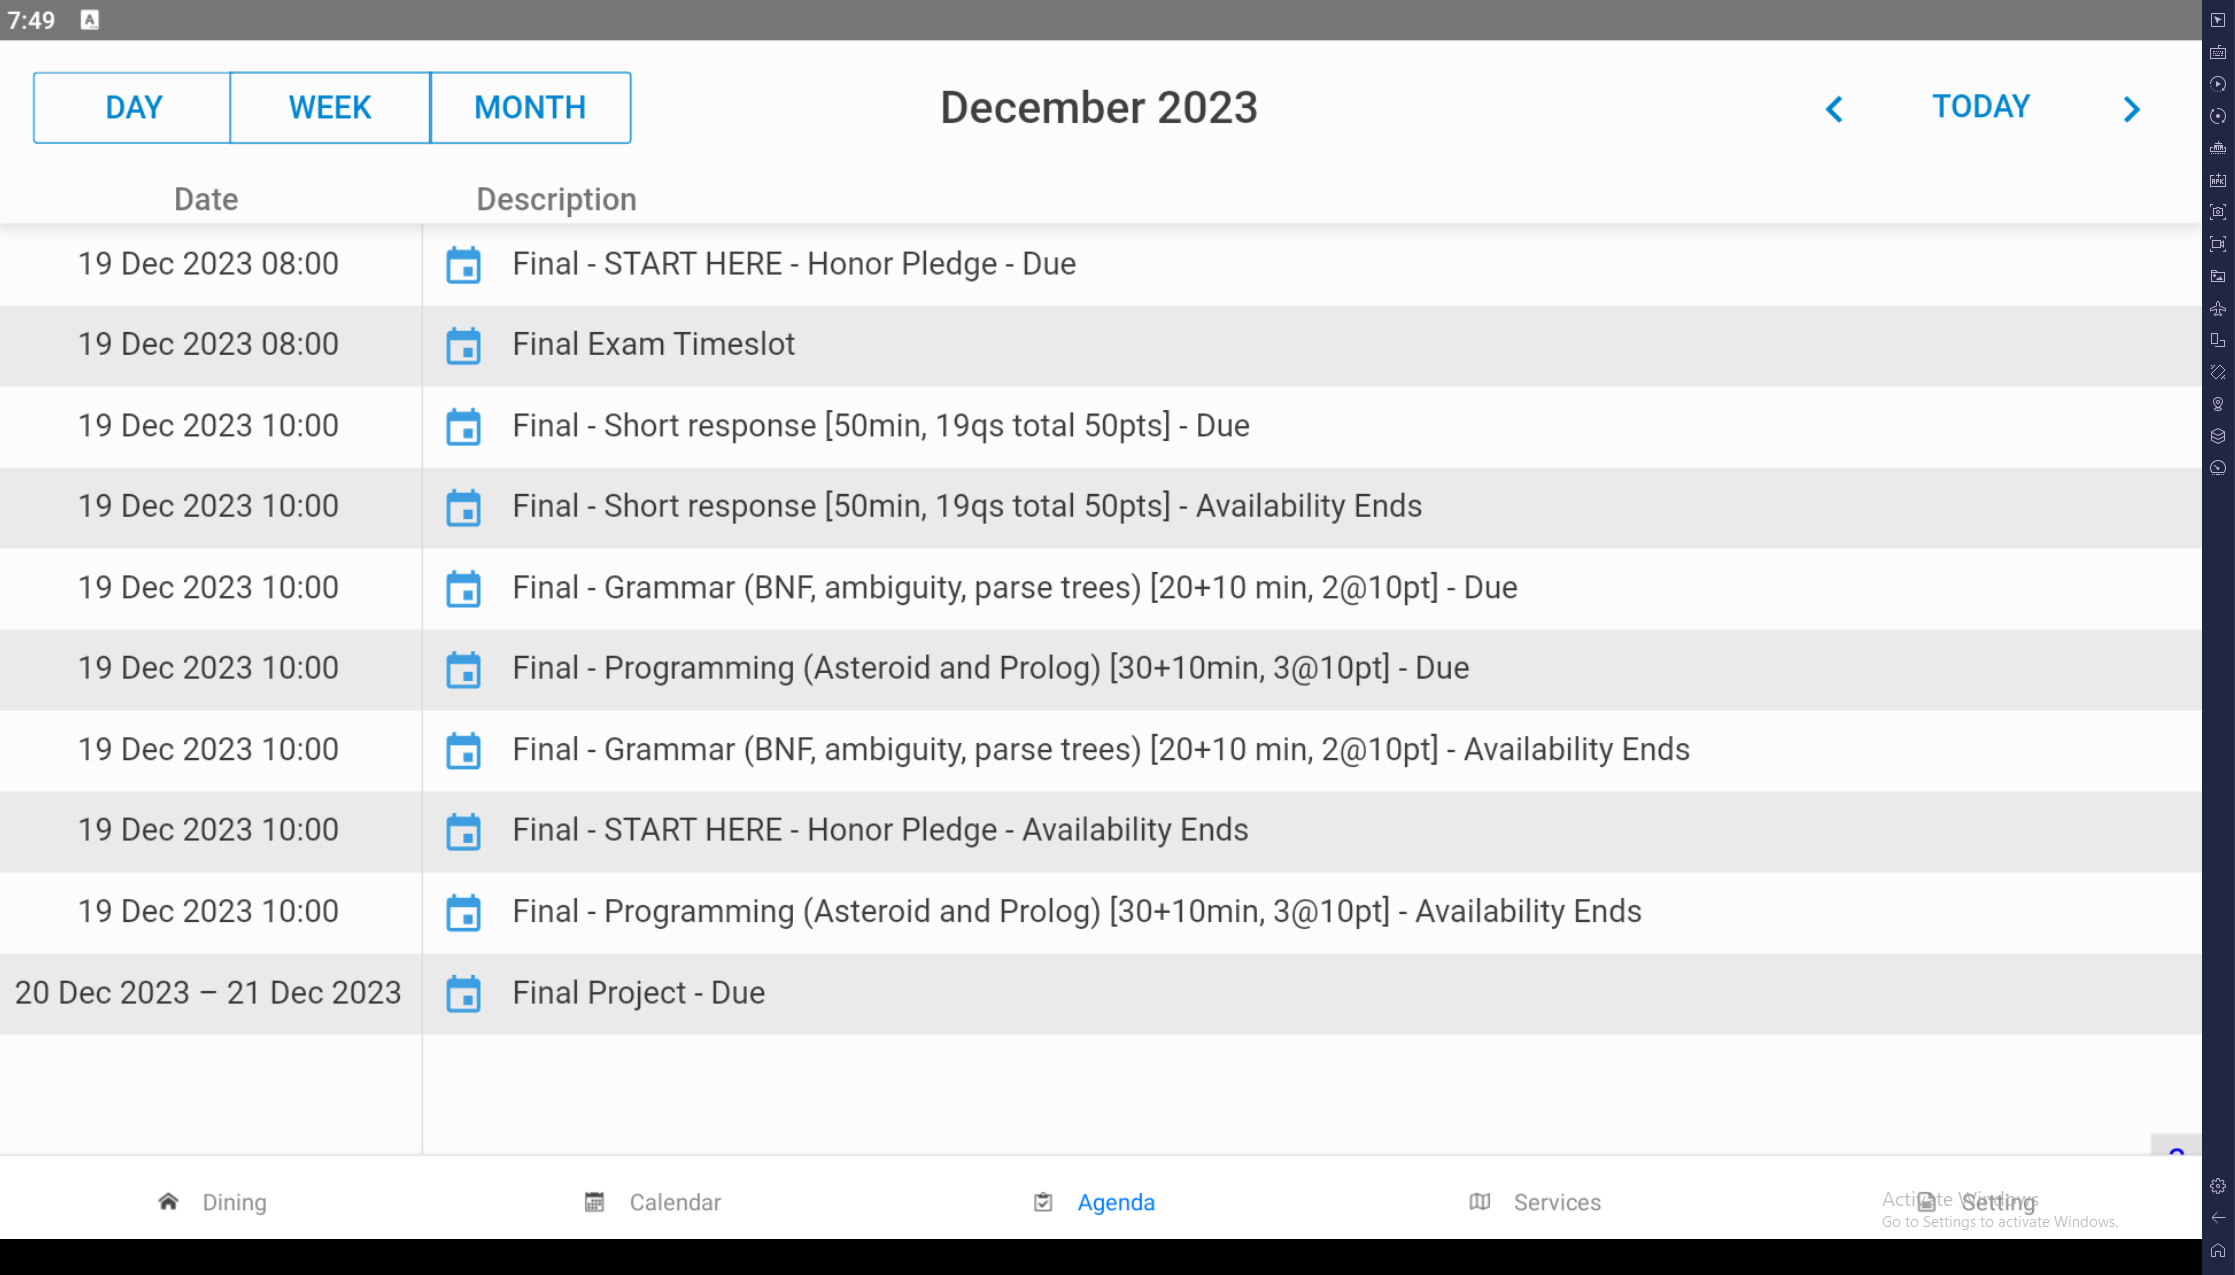 7:49
DAY WEEK MONTH December 2023 TODAY
Date Description
19 Dec 2023 08:00 Final - START HERE - Honor Pledge - Due
19 Dec 2023 08:00 Final Exam Timeslot
19 Dec 2023 10:00 Final - Short response [50min, 19qs total 50pts] - Due
19 Dec 2023 10:00 Final - Short response [50min, 19qs total 50pts] - Availability Ends
19 Dec 2023 10:00 Final - Grammar (BNF, ambiguity, parse trees) [20+10 min, 2@10pt] - Due
19 Dec 2023 10:00 Final - Programming (Asteroid and Prolog) [30+10min, 3@10pt] - Due
19 Dec 2023 10:00 Final - Grammar (BNF, ambiguity, parse trees) [20+10 min, 2@10pt] - Availability Ends
19 Dec 2023 10:00 Final - START HERE - Honor Pledge - Availability Ends
19 Dec 2023 10:00 Final - Programming (Asteroid and Prolog) [30+10min, 3@10pt] - Availability Ends
20 Dec 2023 – 21 Dec 2023 Final Project - Due
Dining Calendar Agenda Services Setting
Activate Windows
Go to Settings to activate Windows.